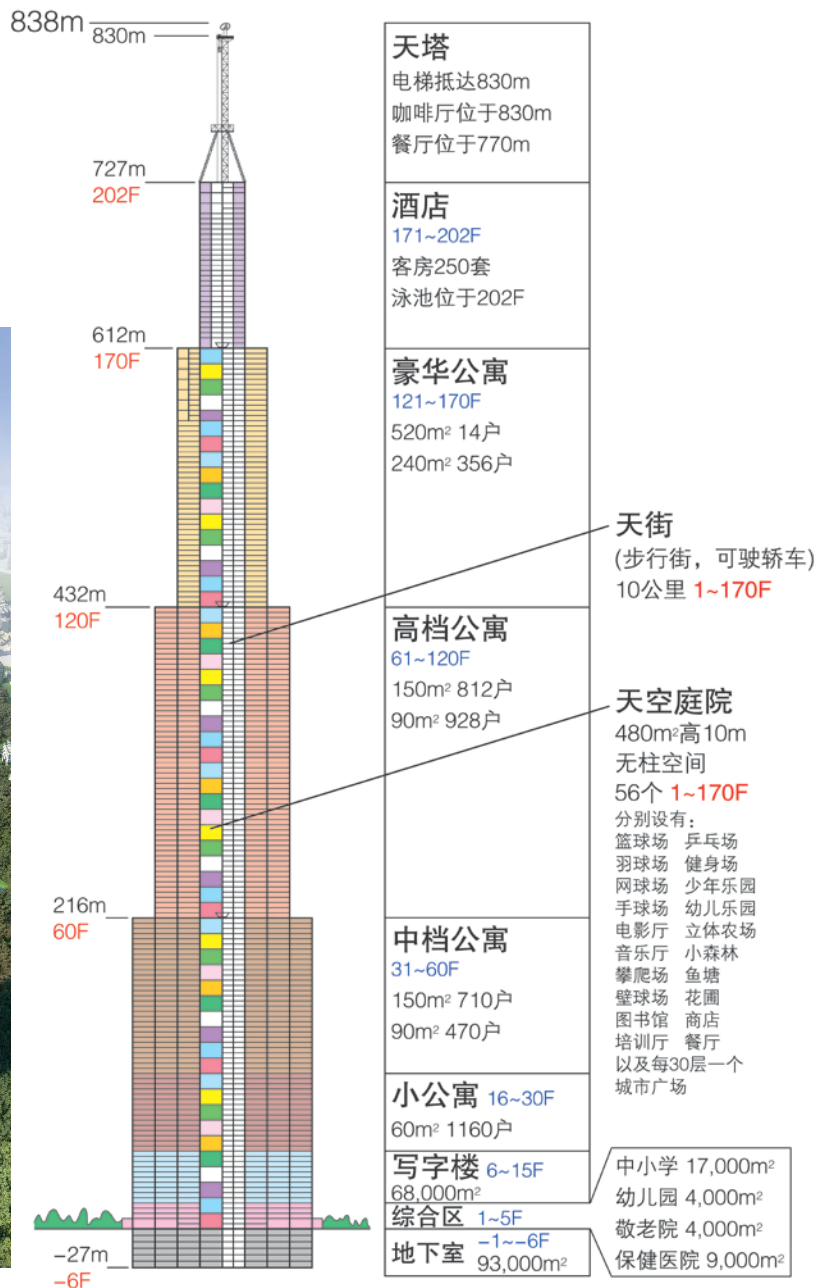 838m
830m
727m
202F
612m
170F
432m
120F
216m
60F
-27m
-6F
天塔
电梯抵达830m
咖啡厅位于830m
餐厅位于770m
酒店
171~202F
客房250套
泳池位于202F
豪华公寓
121~170F
520m² 14户
240m² 356户
高档公寓
61~120F
150m² 812户
90m² 928户
中档公寓
31~60F
150m² 710户
90m² 470户
小公寓 16~30F
60m² 1160户
写字楼 6~15F
68,000m²
综合区 1~5F
地下室 -1~-6F
93,000m²
天街
(步行街，可驶轿车)
10公里 1~170F
天空庭院
480m²高10m
无柱空间
56个 1~170F
分别设有：
篮球场 乒乓场
羽球场 健身场
网球场 少年乐园
手球场 幼儿乐园
电影厅 立体农场
音乐厅 小森林
攀爬场 鱼塘
壁球场 花圃
图书馆 商店
培训厅 餐厅
以及每30层一个
城市广场
中小学 17,000m²
幼儿园 4,000m²
敬老院 4,000m²
保健医院 9,000m²